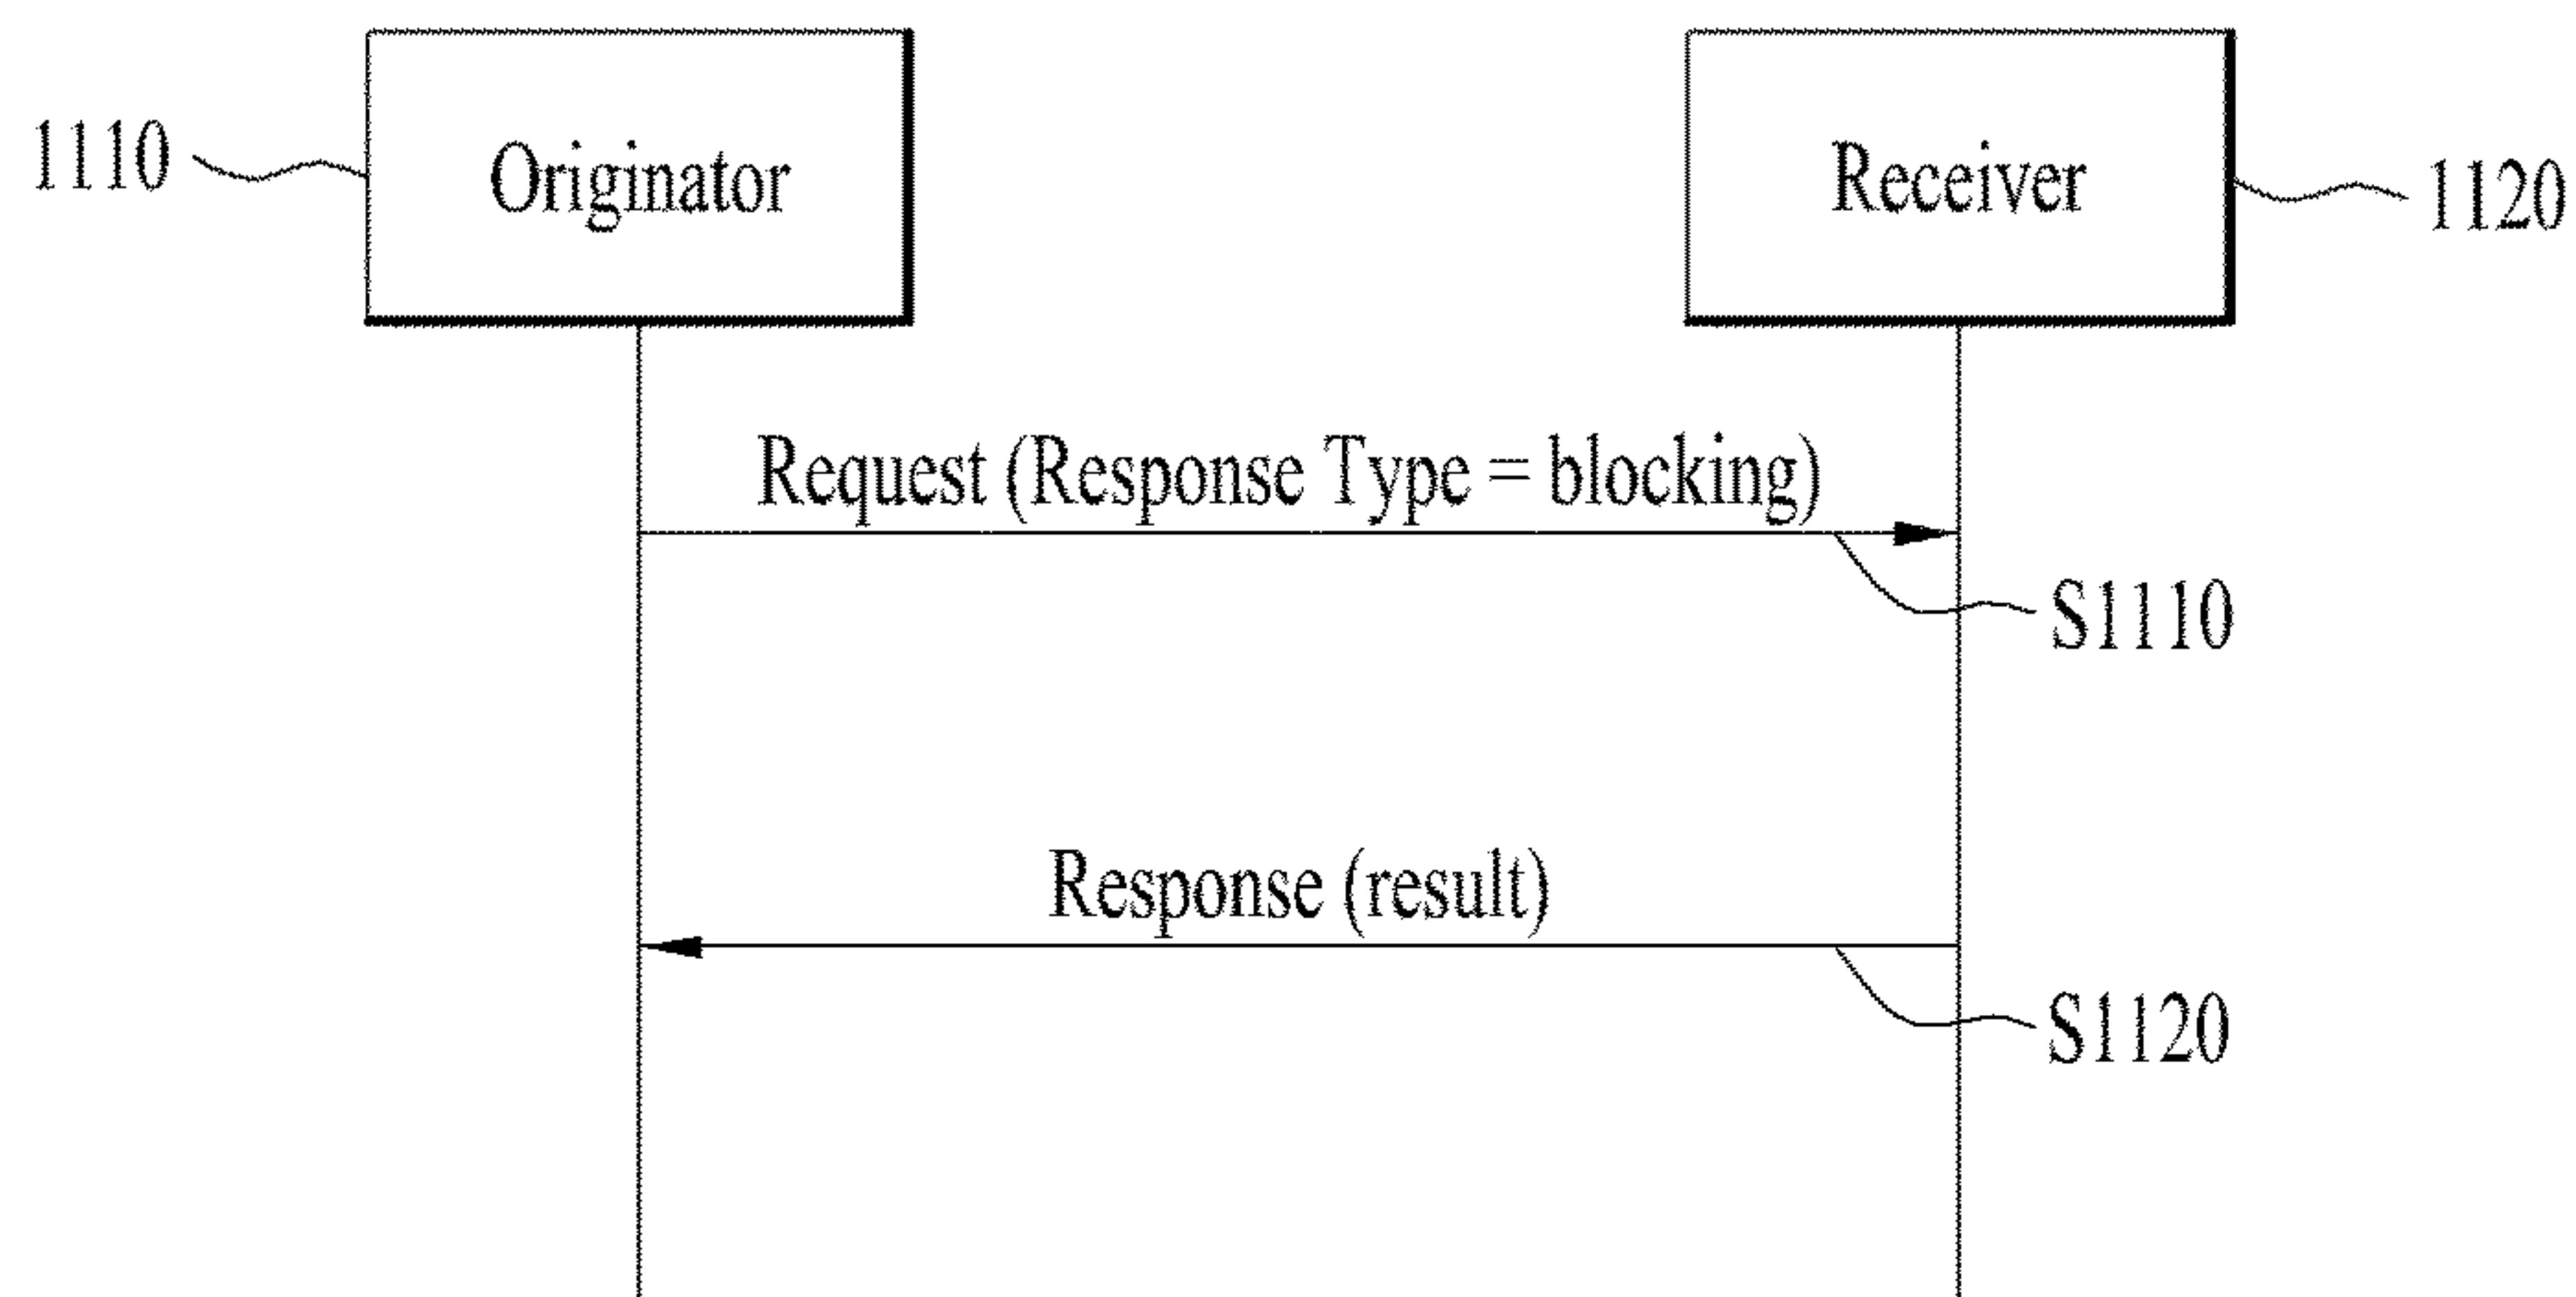 1110
Originator
Receiver
1120
Request (Response Type = blocking)
S1110
Response (result)
S1120